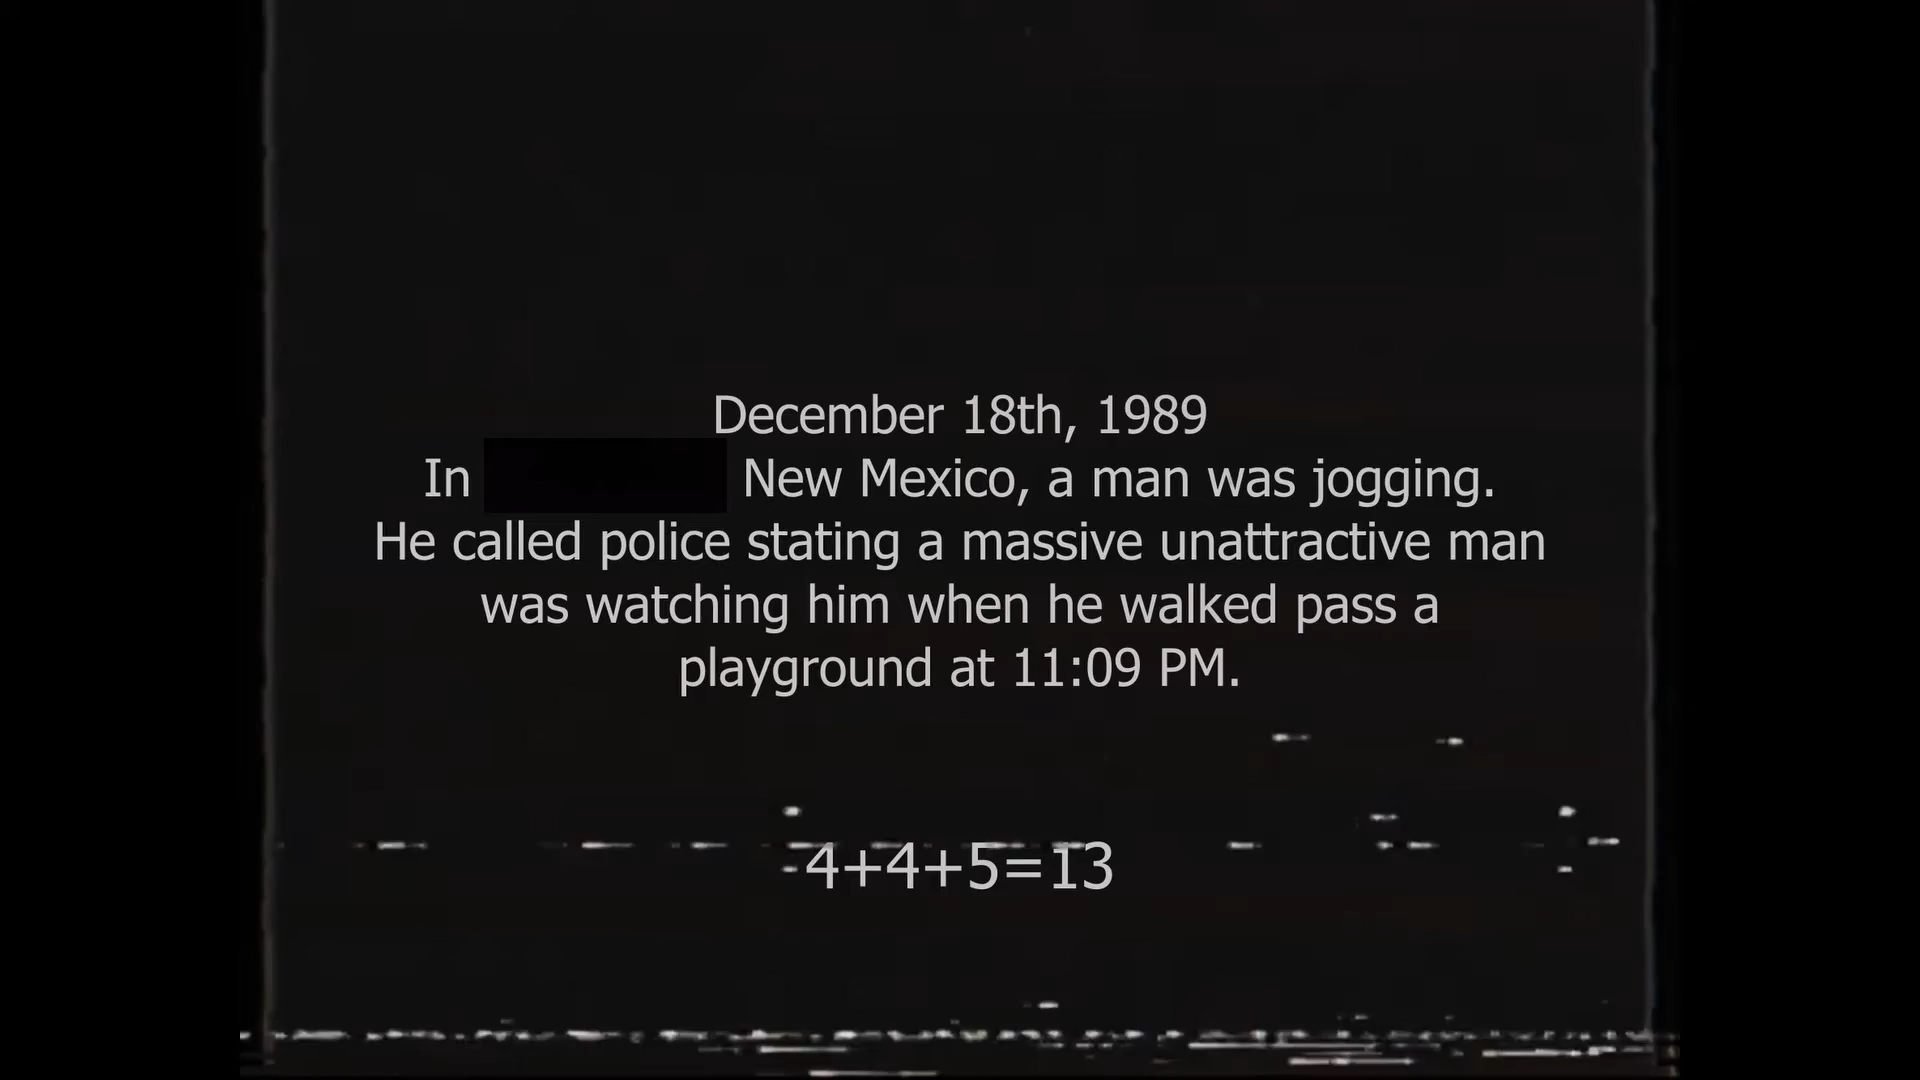 December 18th, 1989
In New Mexico, a man was jogging.
He called police stating a massive unattractive man
was watching him when he walked pass a
playground at 11:09 PM.
4+4+5=13